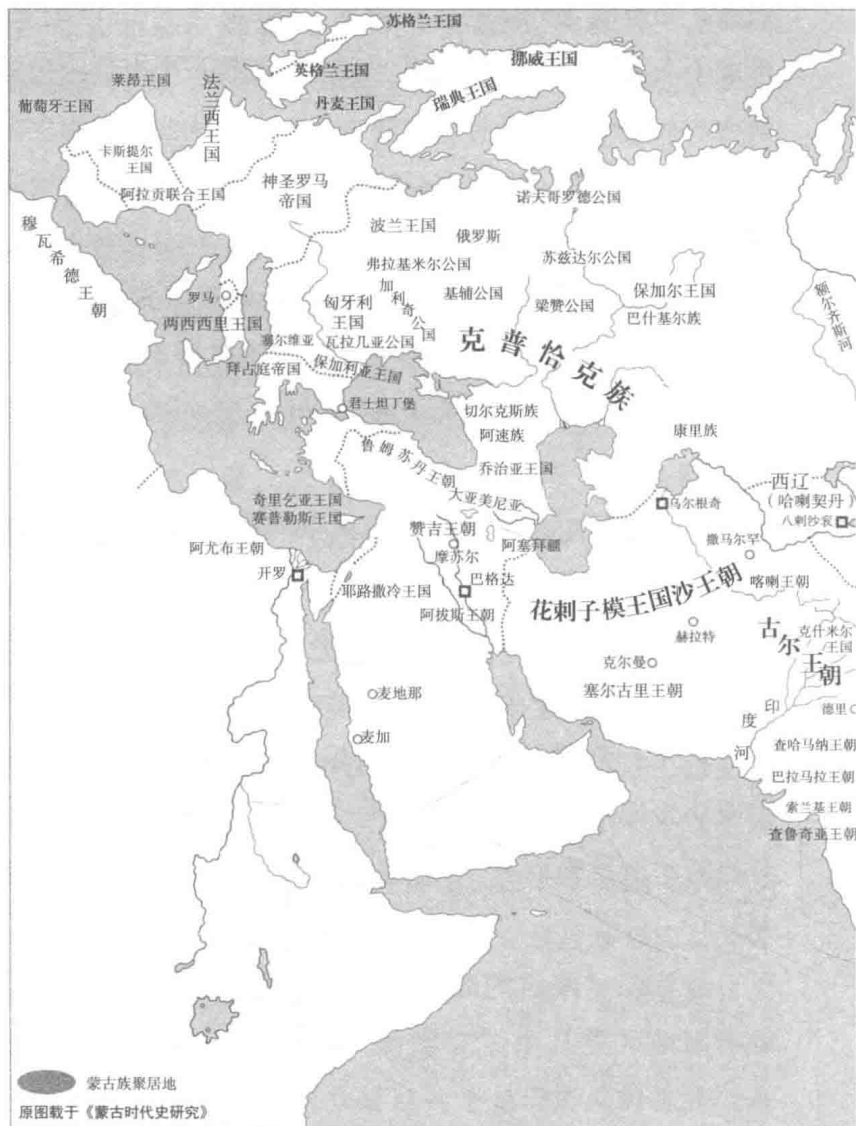 苏格兰王国
英格兰王国
挪威王国
莱昂王国
法兰西王国
丹麦王国
瑞典王国
葡萄牙王国
卡斯提尔
王国
阿拉贡联合王国
神圣罗马
帝国
诺夫哥罗德公国
穆瓦希德王朝
波兰王国
俄罗斯
弗拉基米尔公国
苏兹达尔公国
加利奇公国
基辅公国
保加尔王国
额尔齐斯河
罗马
匈牙利
王国
梁赞公国
巴什基尔族
两西西里王国
塞尔维亚
瓦拉几亚公国
克普恰克族
拜占庭帝国
保加利亚王国
君士坦丁堡
切尔克斯族
阿速族
康里族
鲁姆苏丹王朝
乔治亚王国
西辽
(哈喇契丹)
大亚美尼亚
乌尔根奇
八剌沙衮
奇里乞亚王国
赛普勒斯王国
赞吉王朝
阿塞拜疆
撒马尔罕
阿尤布王朝
摩苏尔
喀喇王朝
开罗
耶路撒冷王国
巴格达
花剌子模王国沙王朝
阿拔斯王朝
赫拉特
古尔王朝
克什米尔
王国
克尔曼
塞尔古里王朝
麦地那
印度河
德里
麦加
查哈马纳王朝
巴拉马拉王朝
索兰基王朝
查鲁奇亚王朝
蒙古族聚居地
原图载于《蒙古时代史研究》